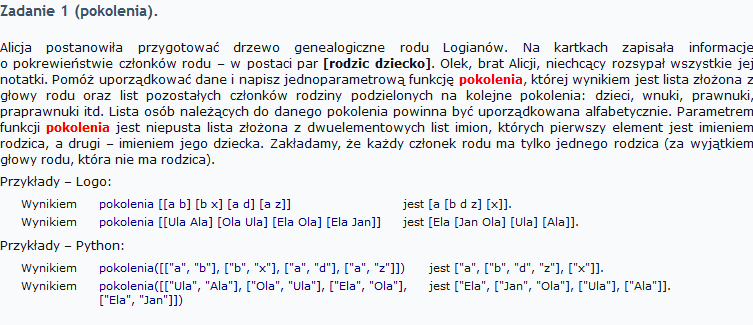 Zadanie 1 (pokolenia).
Alicja postanowiła przygotować drzewo genealogiczne rodu Logianów. Na kartkach zapisała informacje
o pokrewieństwie członków rodu – w postaci par [rodzic dziecko]. Olek, brat Alicji, niechcący rozsypał wszystkie jej
notatki. Pomóż uporządkować dane i napisz jednoparametrową funkcję pokolenia, której wynikiem jest lista złożona z
głowy rodu oraz list pozostałych członków rodziny podzielonych na kolejne pokolenia: dzieci, wnuki, prawnuki,
praprawnuki itd. Lista osób należących do danego pokolenia powinna być uporządkowana alfabetycznie. Parametrem
funkcji pokolenia jest niepusta lista złożona z dwuelementowych list imion, których pierwszy element jest imieniem
rodzica, a drugi – imieniem jego dziecka. Zakładamy, że każdy członek rodu ma tylko jednego rodzica (za wyjątkiem
głowy rodu, która nie ma rodzica).
Przykłady – Logo:
Wynikiem pokolenia [[a b] [b x] [a d] [a z]] jest [a [b d z] [x]].
Wynikiem pokolenia [[Ula Ala] [Ola Ula] [Ela Ola] [Ela Jan]] jest [Ela [Jan Ola] [Ula] [Ala]].
Przykłady – Python:
Wynikiem pokolenia([["a", "b"], ["b", "x"], ["a", "d"], ["a", "z"]]) jest ["a", ["b", "d", "z"], ["x"]].
Wynikiem pokolenia([["Ula", "Ala"], ["Ola", "Ula"], ["Ela", "Ola"], jest ["Ela", ["Jan", "Ola"], ["Ula"], ["Ala"]].
["Ela", "Jan"]])